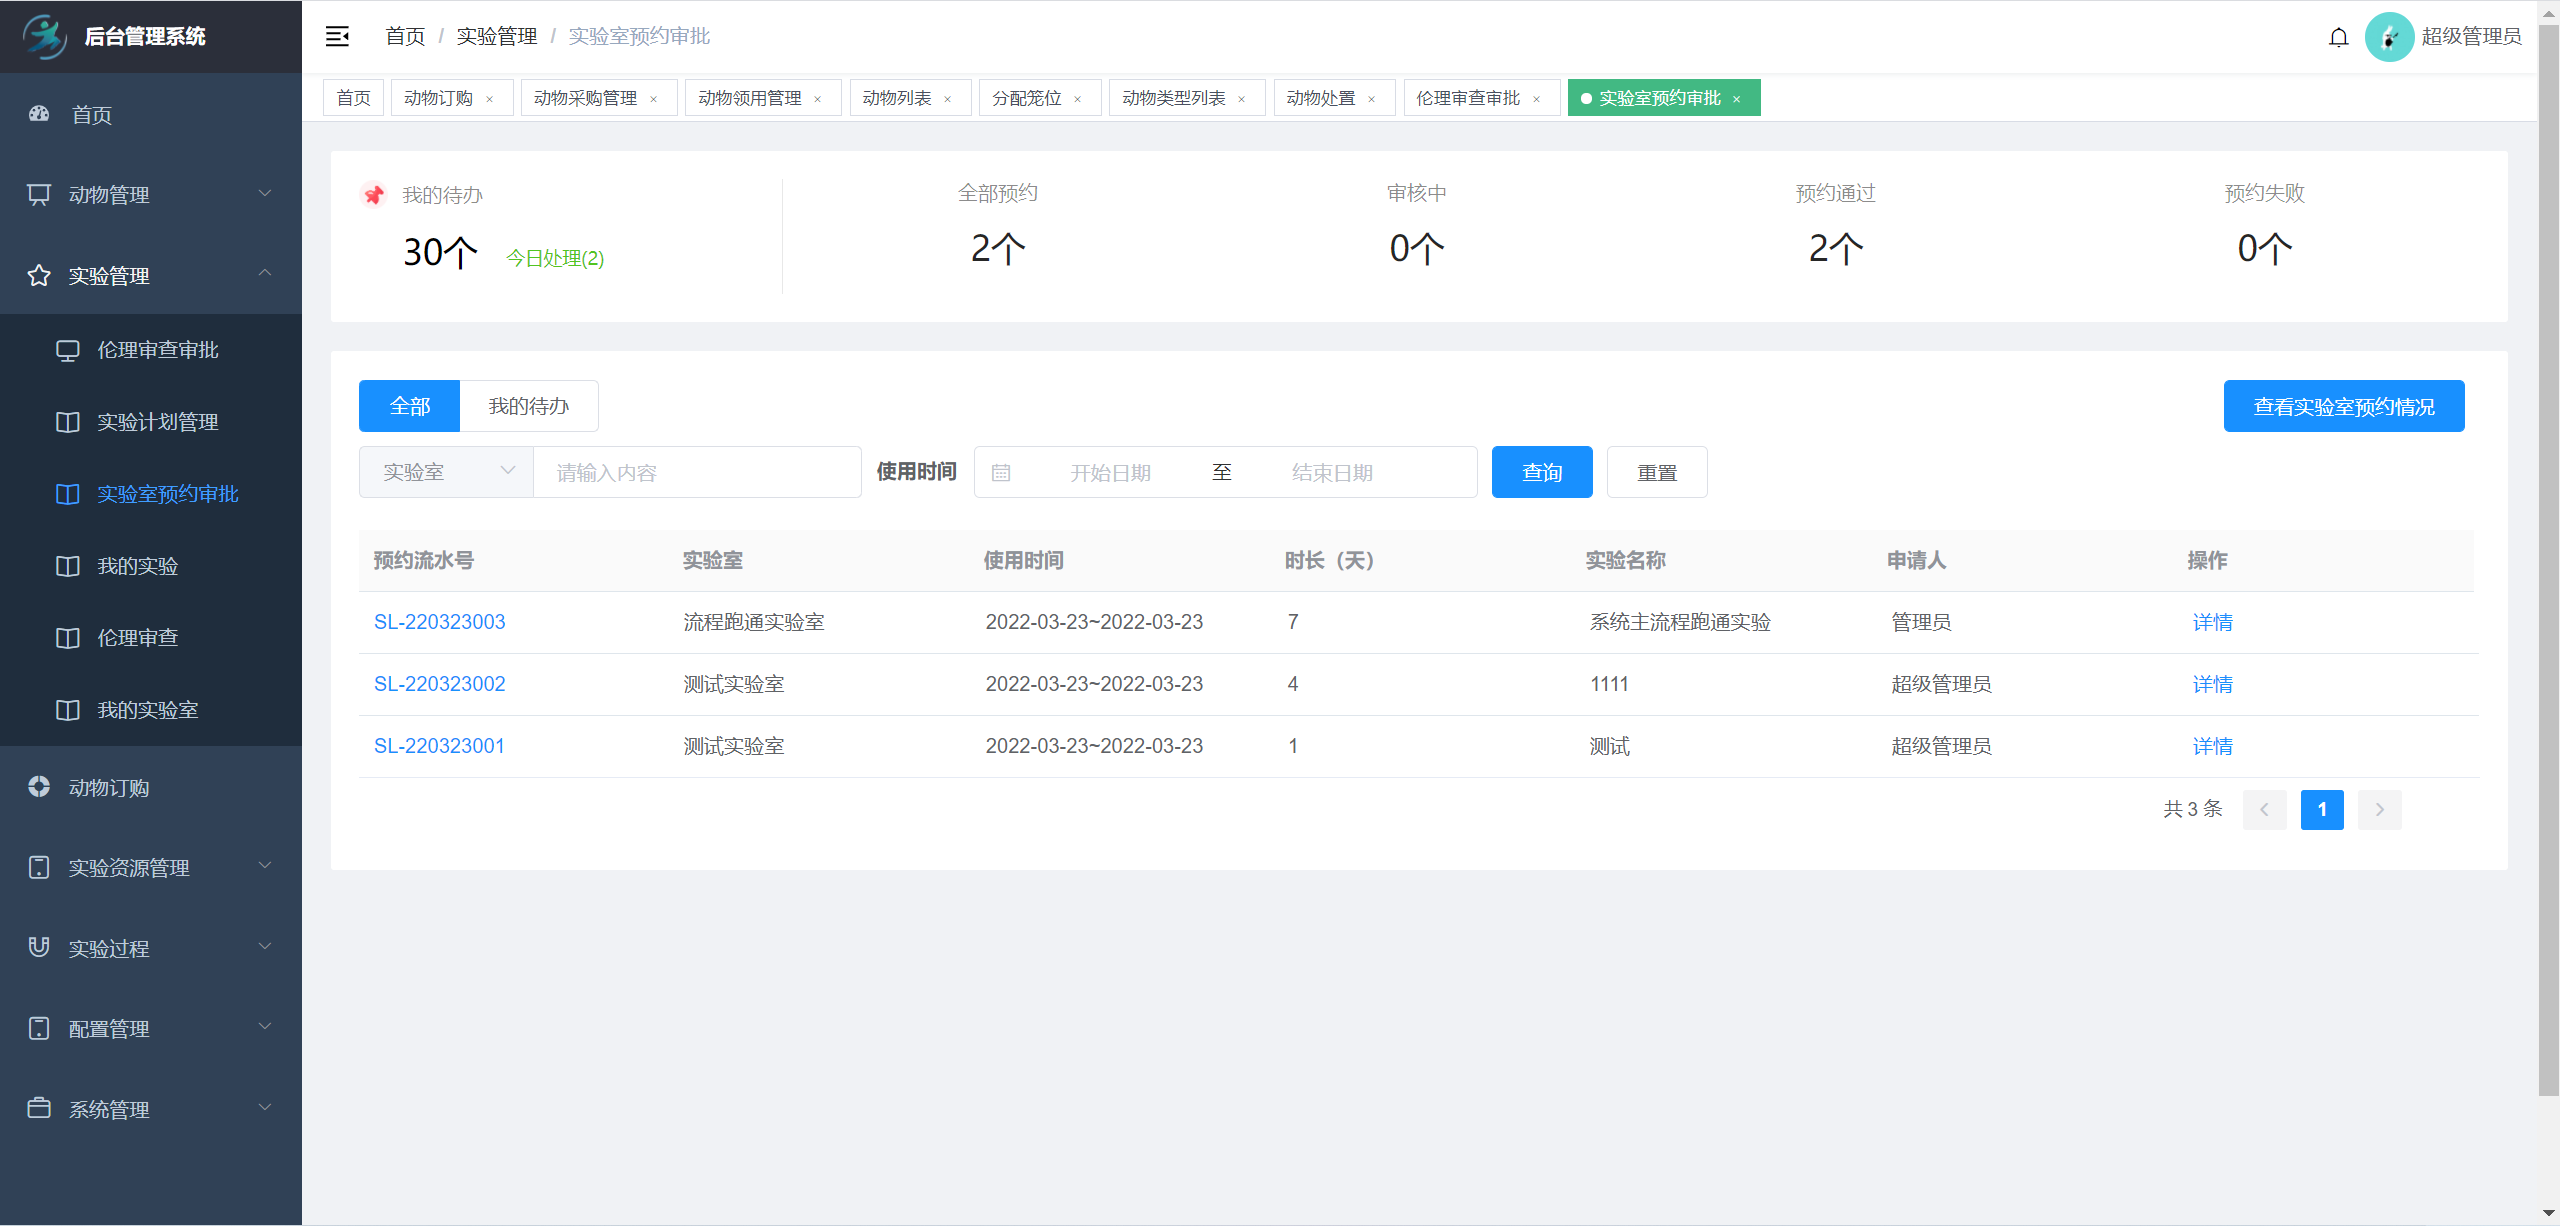 后台管理系统
首页 / 实验管理 / 实验室预约审批
超级管理员
首页 动物订购 × 动物采购管理 × 动物领用管理 × 动物列表 × 分配笼位 × 动物类型列表 × 动物处置 × 伦理审查审批 × 实验室预约审批 ×
首页
动物管理
实验管理
伦理审查审批
实验计划管理
实验室预约审批
我的实验
伦理审查
我的实验室
动物订购
实验资源管理
实验过程
配置管理
系统管理
我的待办 全部预约 审核中 预约通过 预约失败
30个 今日处理(2) 2个 0个 2个 0个
全部 我的待办 查看实验室预约情况
实验室 请输入内容 使用时间 开始日期 至 结束日期 查询 重置
预约流水号 实验室 使用时间 时长（天） 实验名称 申请人 操作
SL-220323003 流程跑通实验室 2022-03-23~2022-03-23 7 系统主流程跑通实验 管理员 详情
SL-220323002 测试实验室 2022-03-23~2022-03-23 4 1111 超级管理员 详情
SL-220323001 测试实验室 2022-03-23~2022-03-23 1 测试 超级管理员 详情
共 3 条 1